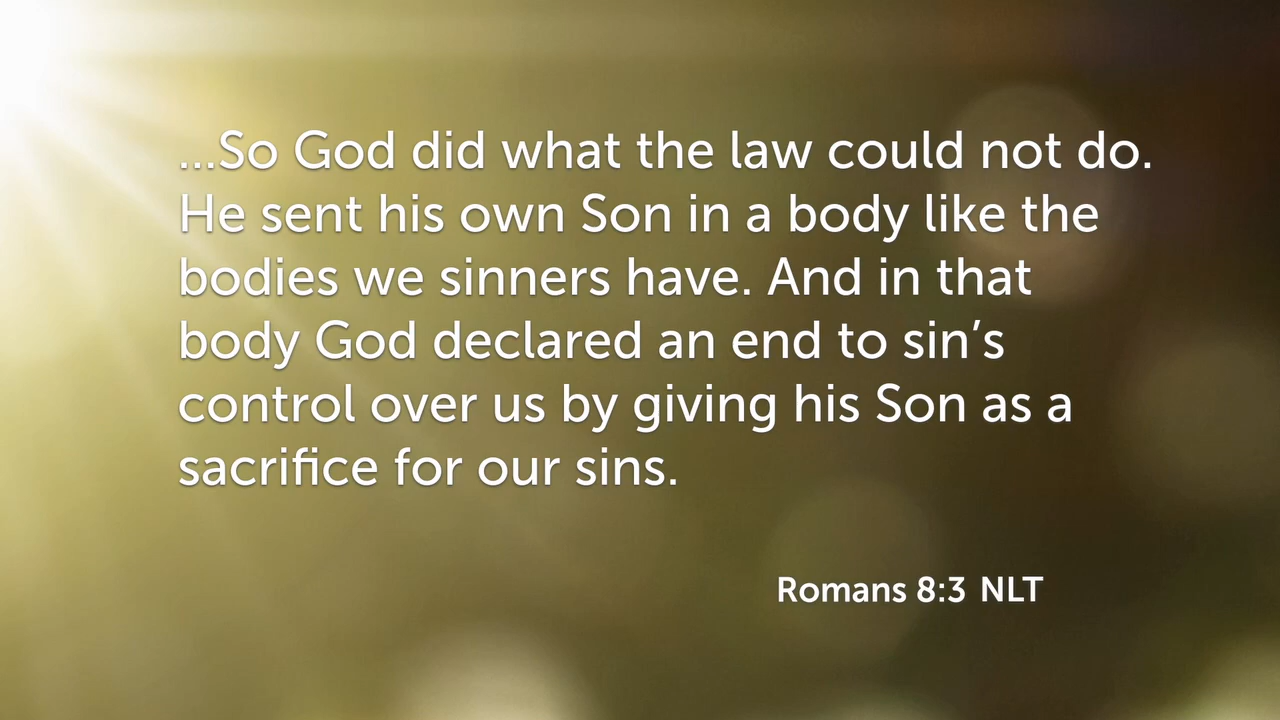 ...So God did what the law could not do.
He sent his own Son in a body like the
bodies we sinners have. And in that
body God declared an end to sin’s
control over us by giving his Son as a
sacrifice for our sins.
Romans 8:3 NLT